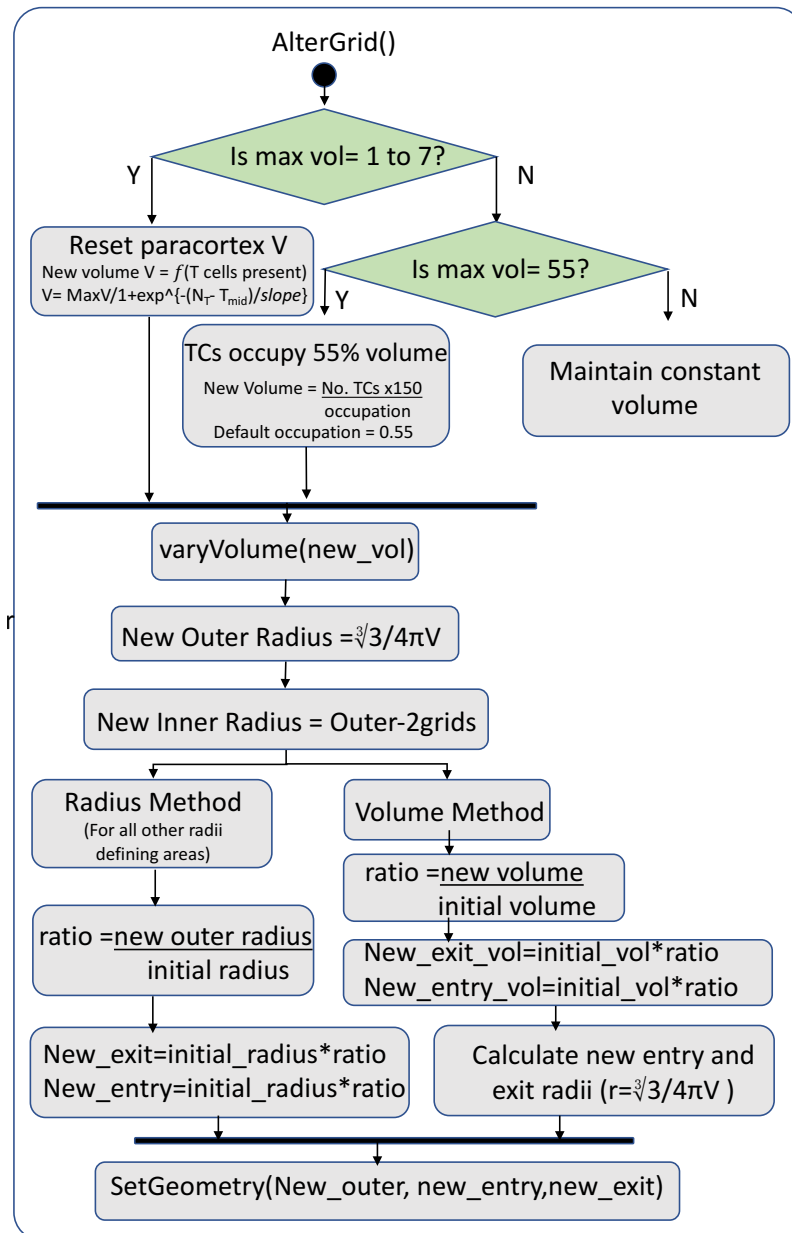 AlterGrid()
Is max vol= 1 to 7?
Y
N
Reset paracortex V
New volume V = f(T cells present)
V= MaxV/1+exp^{-(N_T- T_mid)/slope}
Is max vol= 55?
Y
N
TCs occupy 55% volume
New Volume = No. TCs x150
occupation
Default occupation = 0.55
Maintain constant
volume
varyVolume(new_vol)
r
New Outer Radius =∛3/4πV
New Inner Radius = Outer-2grids
Radius Method
(For all other radii
defining areas)
Volume Method
ratio =new outer radius
initial radius
ratio =new volume
initial volume
New_exit_vol=initial_vol*ratio
New_entry_vol=initial_vol*ratio
New_exit=initial_radius*ratio
New_entry=initial_radius*ratio
Calculate new entry and
exit radii (r=∛3/4πV )
SetGeometry(New_outer, new_entry,new_exit)